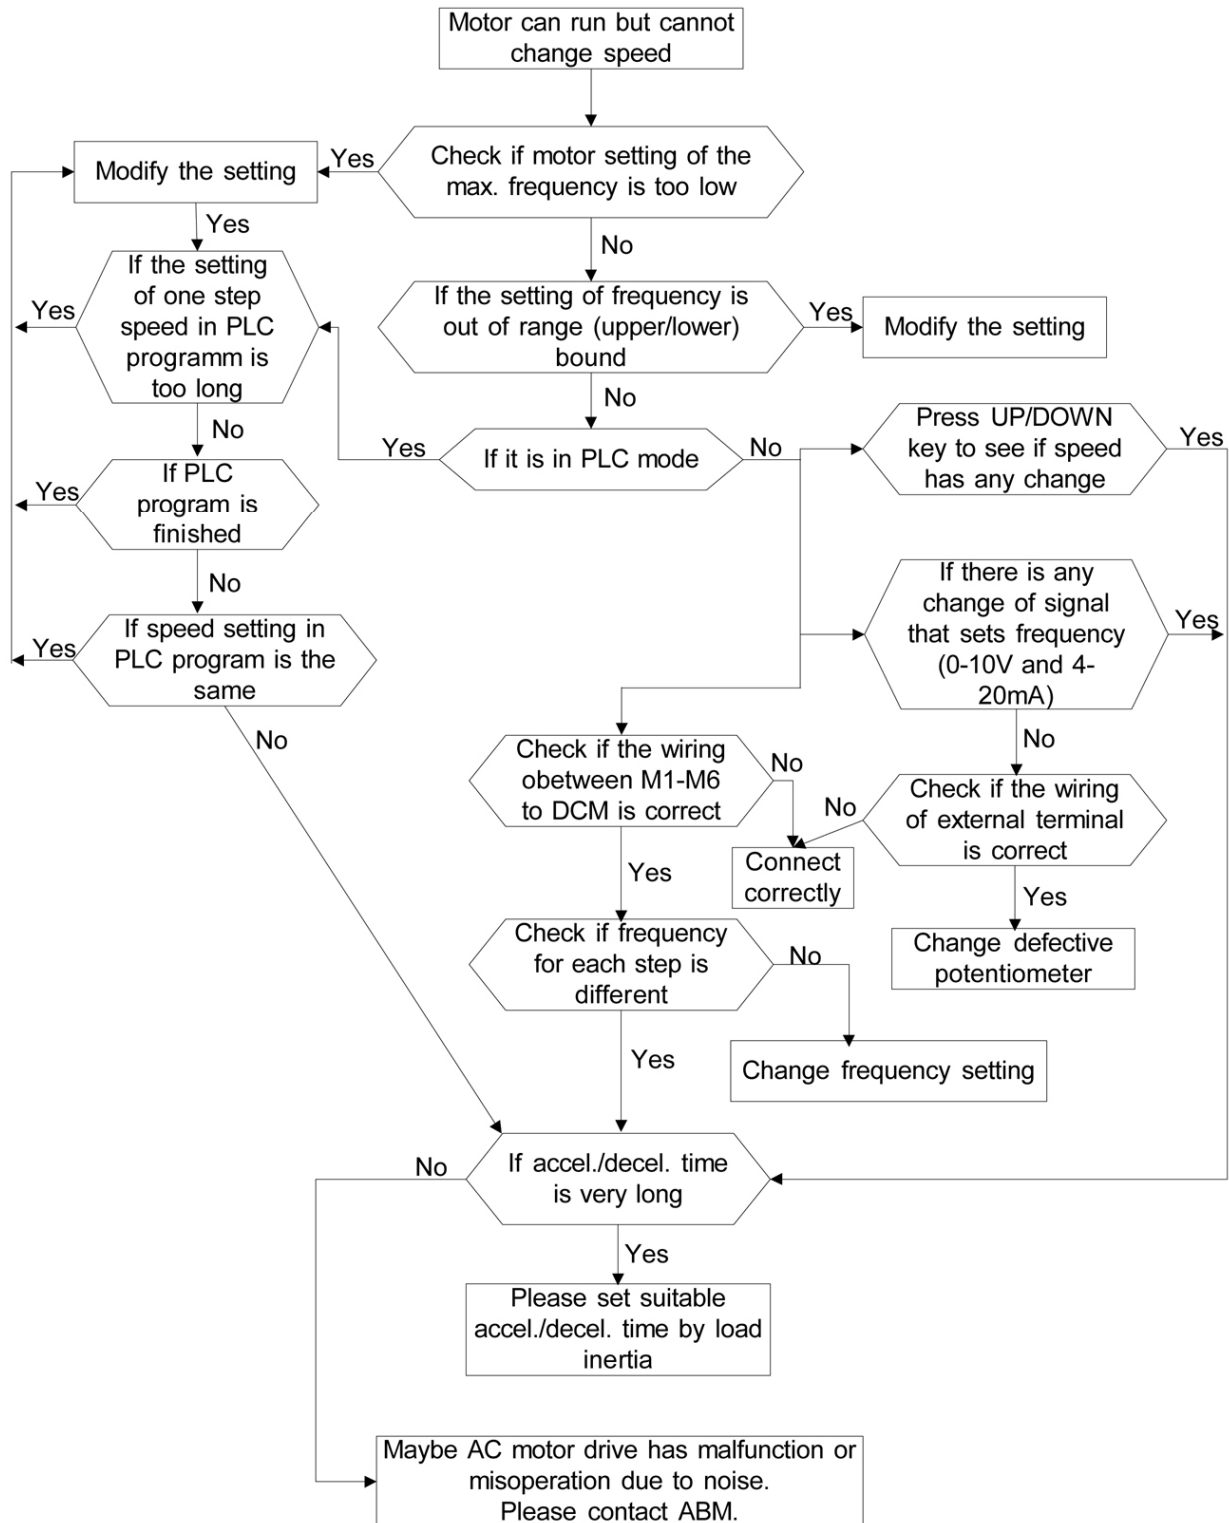 Motor can run but cannot
change speed
Check if motor setting of the
max. frequency is too low
Yes
Modify the setting
Yes
No
If the setting
of one step
speed in PLC
programm is
too long
Yes
If the setting of frequency is
out of range (upper/lower)
bound
Yes
Modify the setting
No
No
If it is in PLC mode
Yes
No
Press UP/DOWN
key to see if speed
has any change
Yes
If PLC
program is
finished
Yes
No
If there is any
change of signal
that sets frequency
(0-10V and 4-
20mA)
Yes
If speed setting in
PLC program is the
same
Yes
No
No
Check if the wiring
obetween M1-M6
to DCM is correct
No
Check if the wiring
of external terminal
is correct
No
Connect
correctly
Yes
Yes
Change defective
potentiometer
Check if frequency
for each step is
different
No
Change frequency setting
Yes
If accel./decel. time
is very long
No
Yes
Please set suitable
accel./decel. time by load
inertia
Maybe AC motor drive has malfunction or
misoperation due to noise.
Please contact ABM.